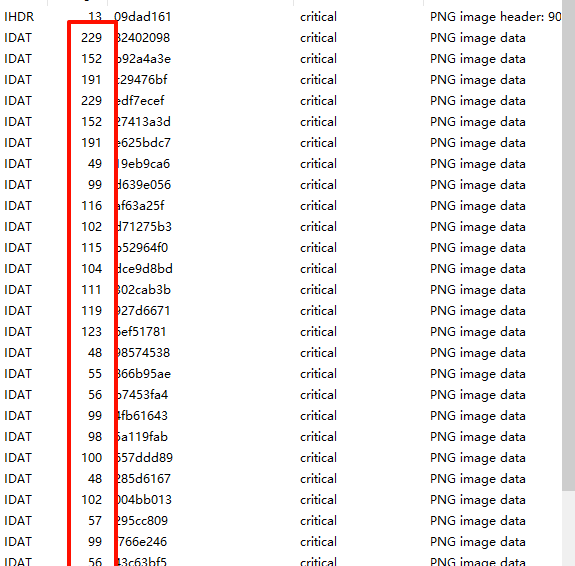 IHDR 13 09dad161 critical PNG image header: 90
IDAT 229 32402098 critical PNG image data
IDAT 152 b92a4a3e critical PNG image data
IDAT 191 c29476bf critical PNG image data
IDAT 229 edf7ecef critical PNG image data
IDAT 152 27413a3d critical PNG image data
IDAT 191 e625bdc7 critical PNG image data
IDAT 49 19eb9ca6 critical PNG image data
IDAT 99 d639e056 critical PNG image data
IDAT 116 af63a25f critical PNG image data
IDAT 102 d71275b3 critical PNG image data
IDAT 115 b52964f0 critical PNG image data
IDAT 104 dce9d8bd critical PNG image data
IDAT 111 802cab3b critical PNG image data
IDAT 119 927d6671 critical PNG image data
IDAT 123 critical PNG image data
IDAT 48 98574538 critical PNG image data
IDAT 55 critical PNG image data
IDAT 56 b7453fa4 critical PNG image data
IDAT 99 4fb61643 critical PNG image data
IDAT 98 critical PNG image data
IDAT 100 critical PNG image data
IDAT 48 critical PNG image data
IDAT 102 004bb013 critical PNG image data
IDAT 57 295cc809 critical PNG image data
IDAT 99 critical PNG image data
IDAT 56 43c63bf5 critical PNG image data